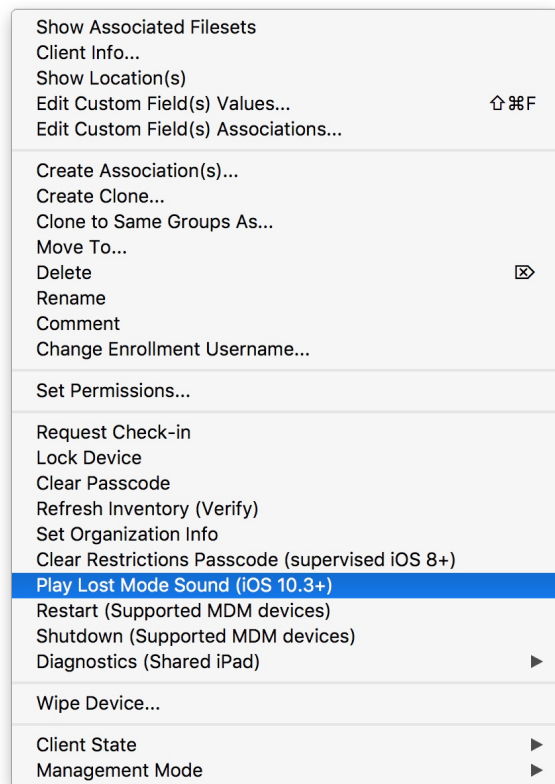 Show Associated Filesets
Client Info...
Show Location(s)
Edit Custom Field(s) Values... ⇧⌘F
Edit Custom Field(s) Associations...
Create Association(s)...
Create Clone...
Clone to Same Groups As...
Move To...
Delete ⌦
Rename
Comment
Change Enrollment Username...
Set Permissions...
Request Check-in
Lock Device
Clear Passcode
Refresh Inventory (Verify)
Set Organization Info
Clear Restrictions Passcode (supervised iOS 8+)
Play Lost Mode Sound (iOS 10.3+)
Restart (Supported MDM devices)
Shutdown (Supported MDM devices)
Diagnostics (Shared iPad)
Wipe Device...
Client State
Management Mode